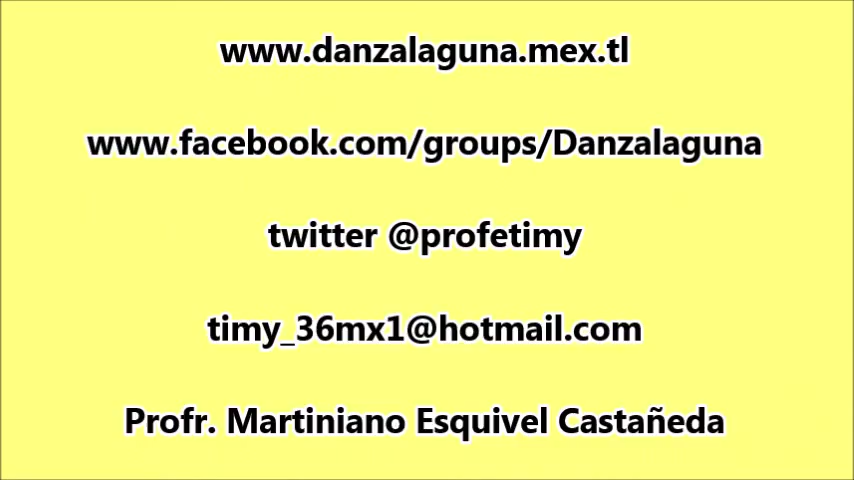 www.danzalaguna.mex.tl
www.facebook.com/groups/Danzalaguna
twitter @profetimy
timy_36mx1@hotmail.com
Profr. Martiniano Esquivel Castañeda